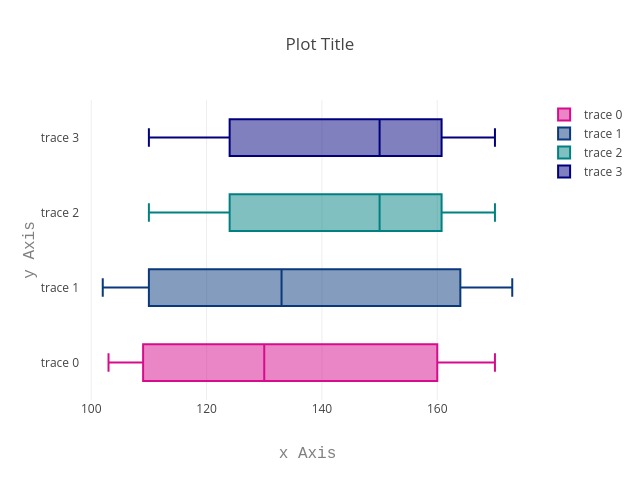 Plot Title
trace 3
trace 2
trace 1
trace 0
y Axis
100 120 140 160
x Axis
trace 0
trace 1
trace 2
trace 3